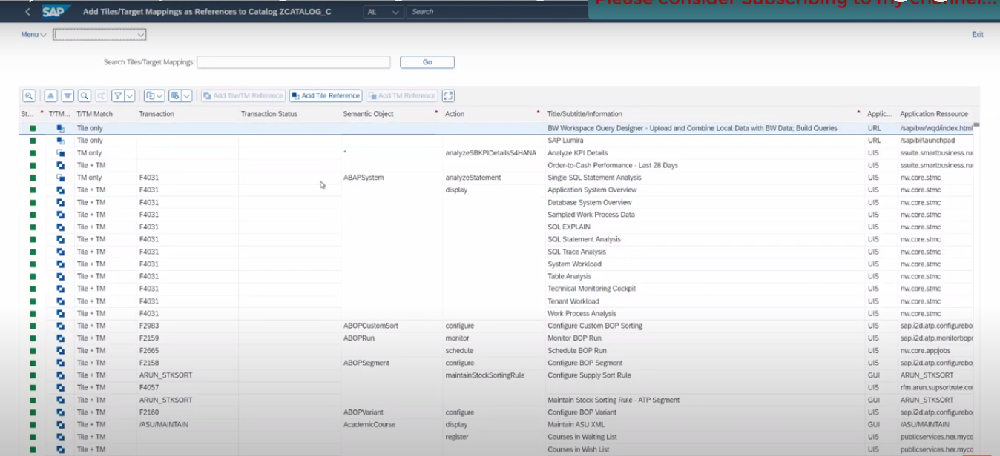 SAP Add Tiles/Target Mappings as References to Catalog ZCATALOG_C All Search
Please consider Subscribing to my channel...
Menu Exit
Search Tiles/Target Mappings: Go
Add Tile/TM Reference Add Tile Reference Add TM Reference
St... T/TM... T/TM Match Transaction Transaction Status Semantic Object Action Title/Subtitle/Information Applic... Application Ressource
Tile only BW Workspace Query Designer - Upload and Combine Local Data with BW Data; Build Queries URL /sap/bw/wqd/index.html
Tile only SAP Lumira URL /sap/bi/launchpad
TM only * analyzeSBKPIDetailsS4HANA Analyze KPI Details UI5 ssuite.smartbusiness.run
Tile + TM Order-to-Cash Performance - Last 28 Days UI5 ssuite.smartbusiness.run
TM only F4031 ABAPSystem analyzeStatement Single SQL Statement Analysis UI5 nw.core.stmc
Tile + TM F4031 display Application System Overview UI5 nw.core.stmc
Tile + TM F4031 Database System Overview UI5 nw.core.stmc
Tile + TM F4031 Sampled Work Process Data UI5 nw.core.stmc
Tile + TM F4031 SQL EXPLAIN UI5 nw.core.stmc
Tile + TM F4031 SQL Statement Analysis UI5 nw.core.stmc
Tile + TM F4031 SQL Trace Analysis UI5 nw.core.stmc
Tile + TM F4031 System Workload UI5 nw.core.stmc
Tile + TM F4031 Table Analysis UI5 nw.core.stmc
Tile + TM F4031 Technical Monitoring Cockpit UI5 nw.core.stmc
Tile + TM F4031 Tenant Workload UI5 nw.core.stmc
Tile + TM F4031 Work Process Analysis UI5 nw.core.stmc
Tile + TM F2983 ABOPCustomSort configure Configure Custom BOP Sorting UI5 sap.i2d.atp.configurebo
Tile + TM F2159 ABOPRun monitor Monitor BOP Run UI5 sap.i2d.atp.monitorbopr
Tile + TM F2665 schedule Schedule BOP Run UI5 nw.core.appjobs
Tile + TM F2158 ABOPSegment configure Configure BOP Segment UI5 sap.i2d.atp.configurebo
Tile + TM ARUN_STKSORT maintainStockSortingRule Configure Supply Sort Rule GUI ARUN_STKSORT
Tile + TM F4057 UI5 rfm.arun.supsortrule.co
Tile + TM ARUN_STKSORT Maintain Stock Sorting Rule - ATP Segment GUI ARUN_STKSORT
Tile + TM F2160 ABOPVariant configure Configure BOP Variant UI5 sap.i2d.atp.configurebo
Tile + TM /ASU/MAINTAIN AcademicCourse display Maintain ASU XML GUI /ASU/MAINTAIN
Tile + TM register Courses in Waiting List UI5 publicservices.her.myco
Tile + TM Courses in Wish List UI5 publicservices.her.myco